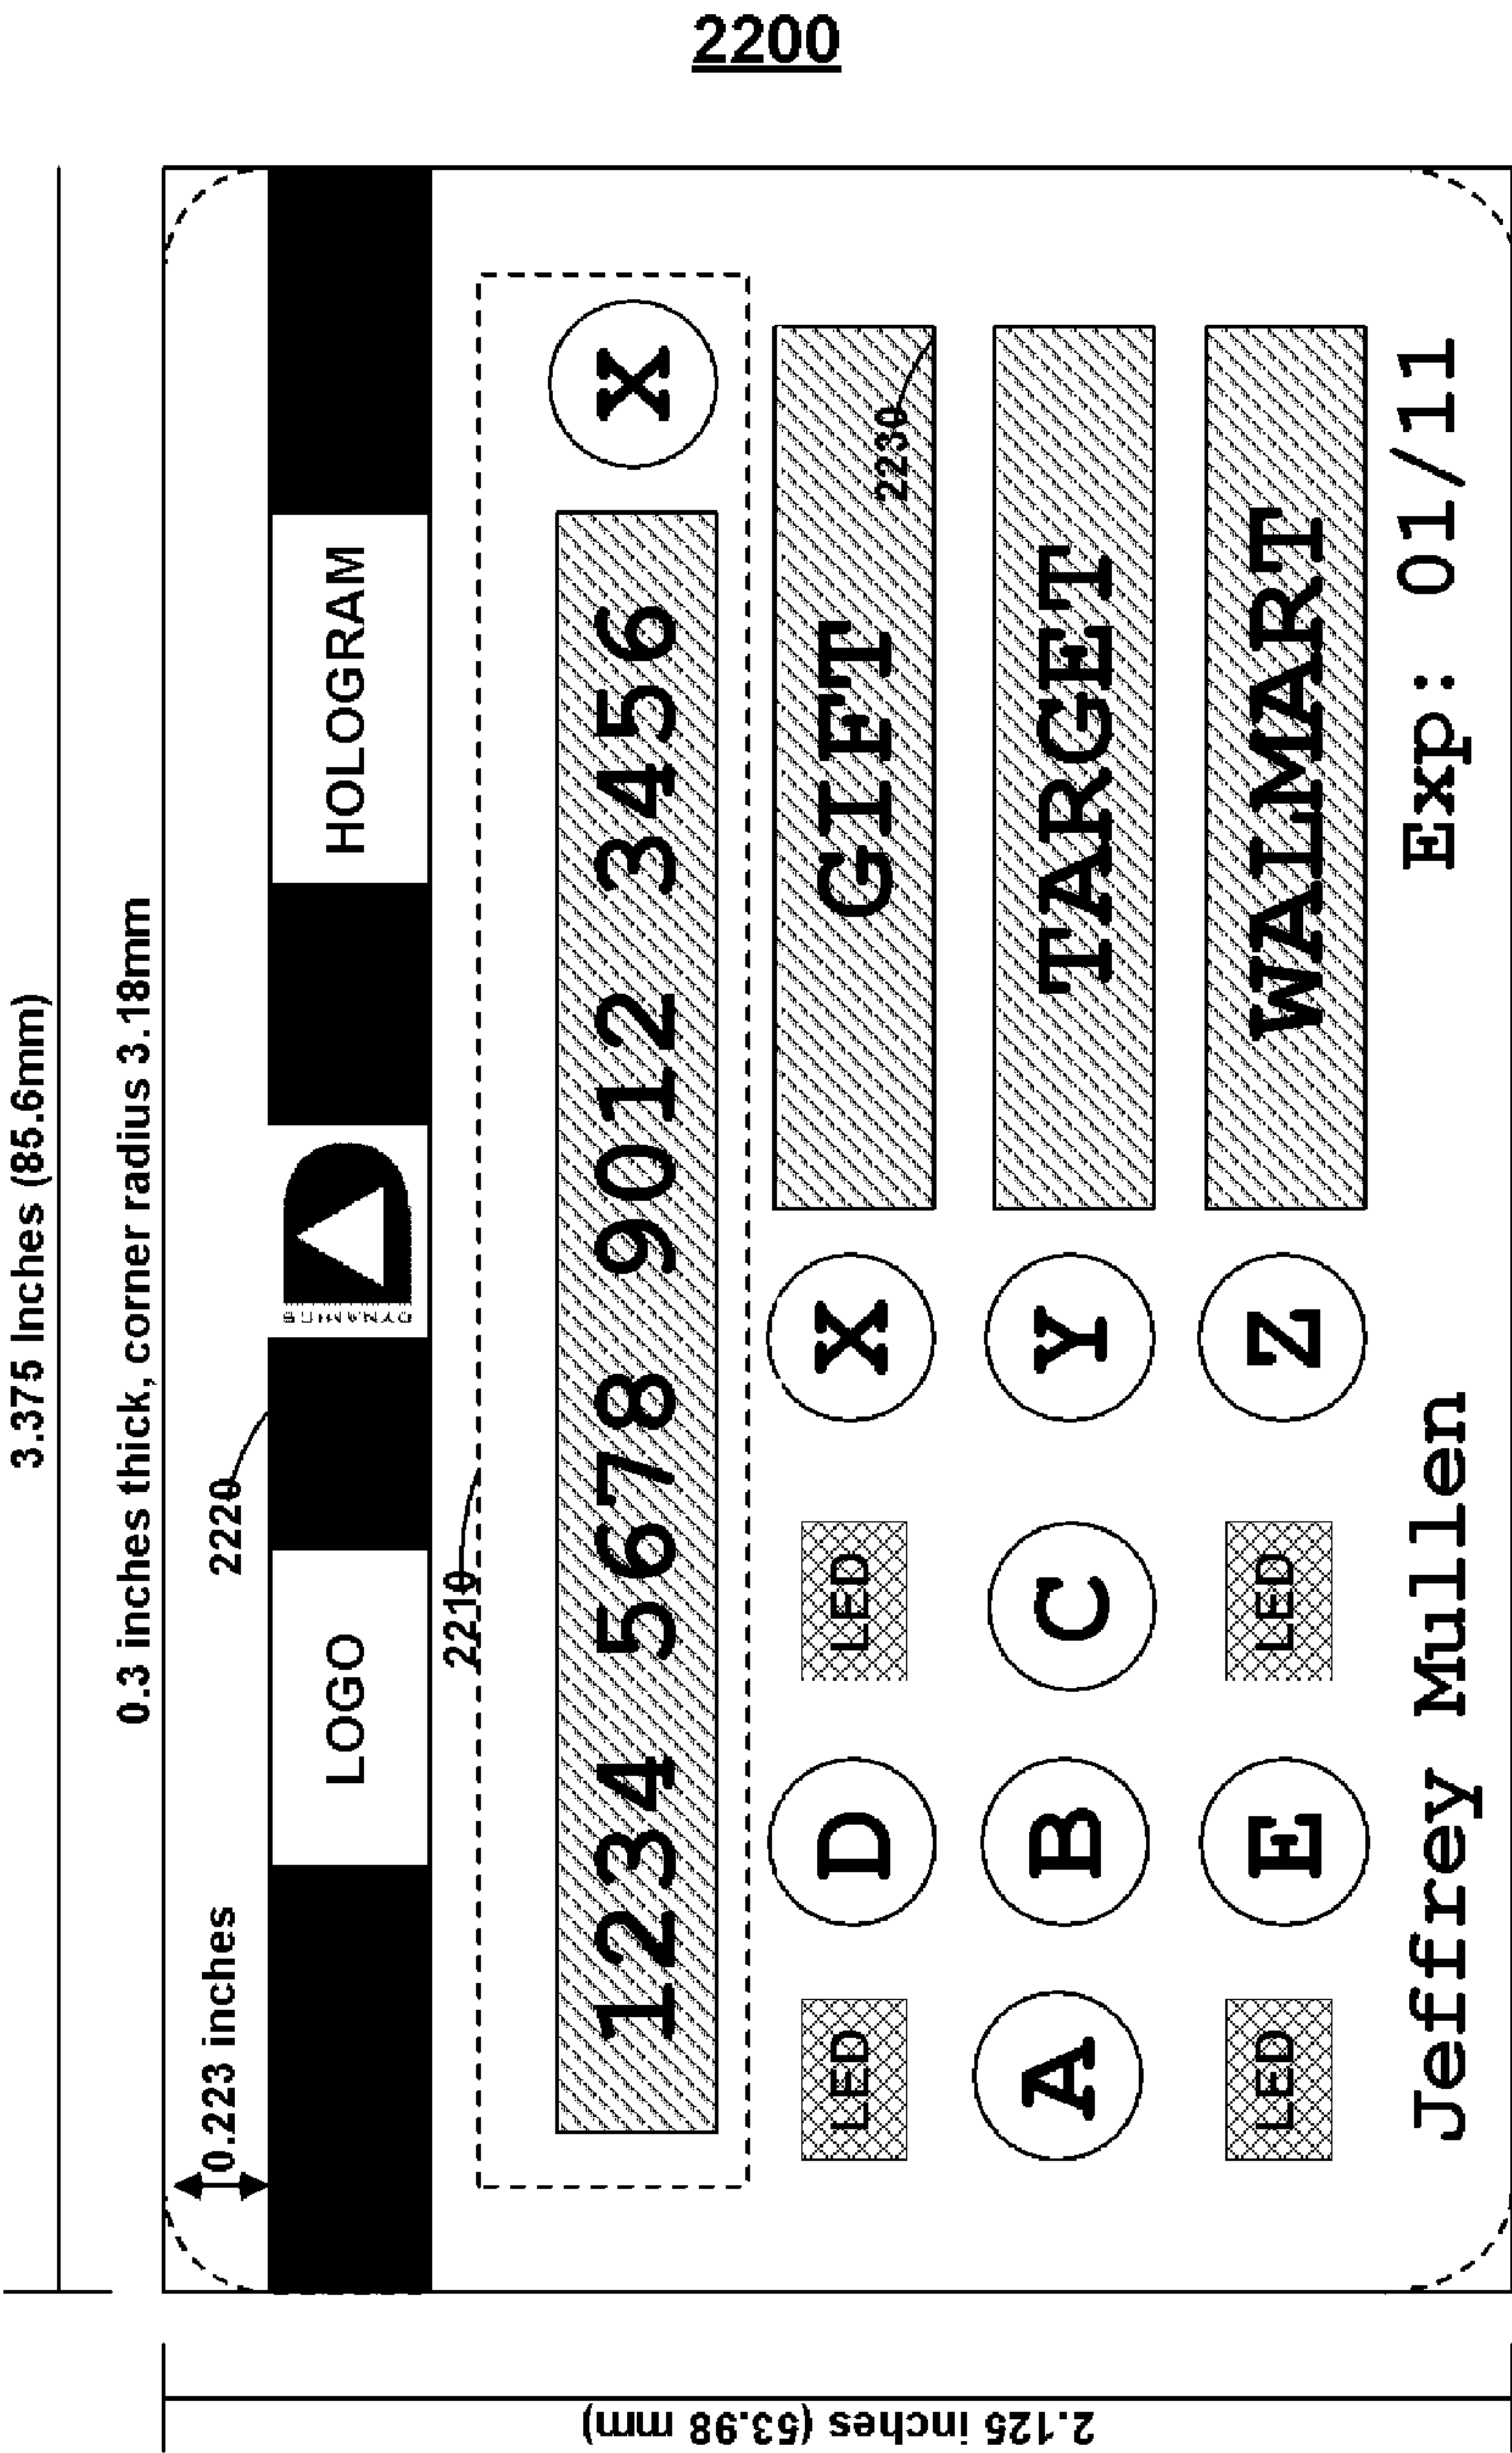 2200
3.375 Inches (85.6mm)
0.3 inches thick, corner radius 3.18mm
0.223 inches
2220
LOGO
DYNAMICS
HOLOGRAM
2210
1234 5678 9012 3456
X
LED
D
LED
X
GIFT
2230
A
B
C
Y
TARGET
LED
E
LED
Z
WALMART
Jeffrey Mullen
Exp: 01/11
2.125 inches (53.98 mm)